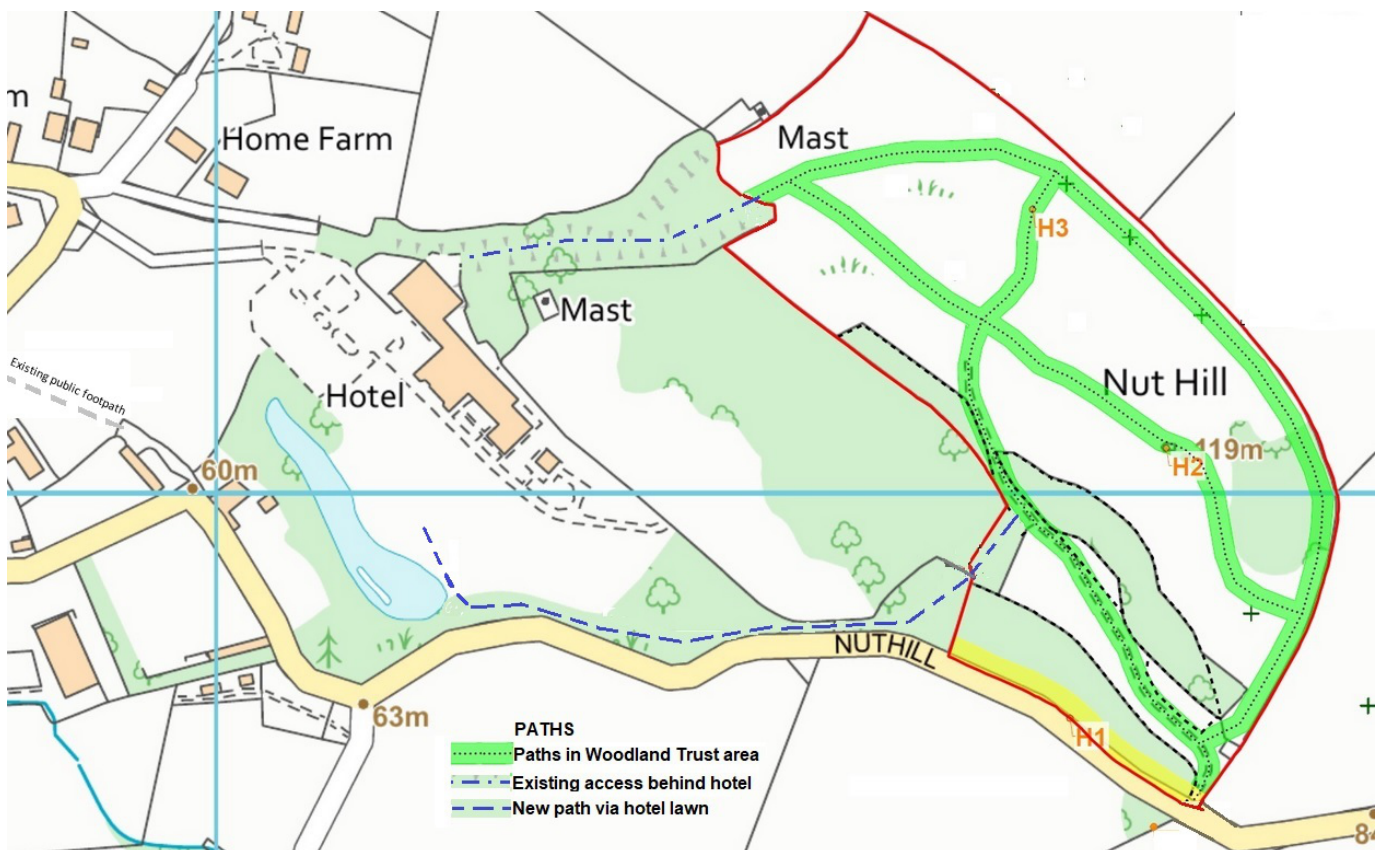 m
Home Farm
Mast
H3
Mast
Existing public footpath
Hotel
Nut Hill
119m
H2
60m
NUTHILL
63m
H1
PATHS
Paths in Woodland Trust area
Existing access behind hotel
New path via hotel lawn
84